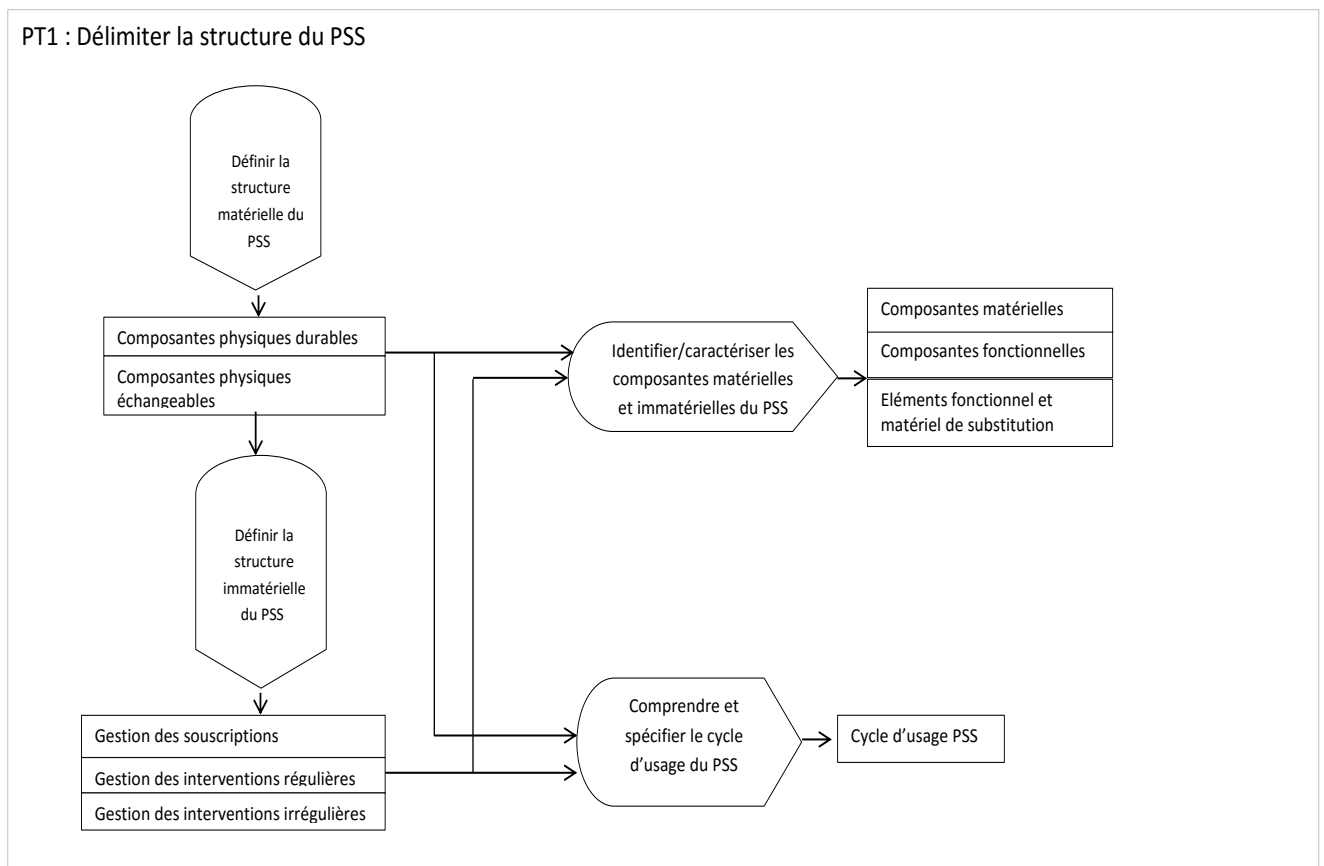 PT1 : Délimiter la structure du PSS
Définir la
structure
matérielle du
PSS
Composantes physiques durables
Composantes physiques
échangeables
Identifier/caractériser les
composantes matérielles
et immatérielles du PSS
Composantes matérielles
Composantes fonctionnelles
Eléments fonctionnel et
matériel de substitution
Définir la
structure
immatérielle
du PSS
Gestion des souscriptions
Gestion des interventions régulières
Gestion des interventions irrégulières
Comprendre et
spécifier le cycle
d'usage du PSS
Cycle d'usage PSS